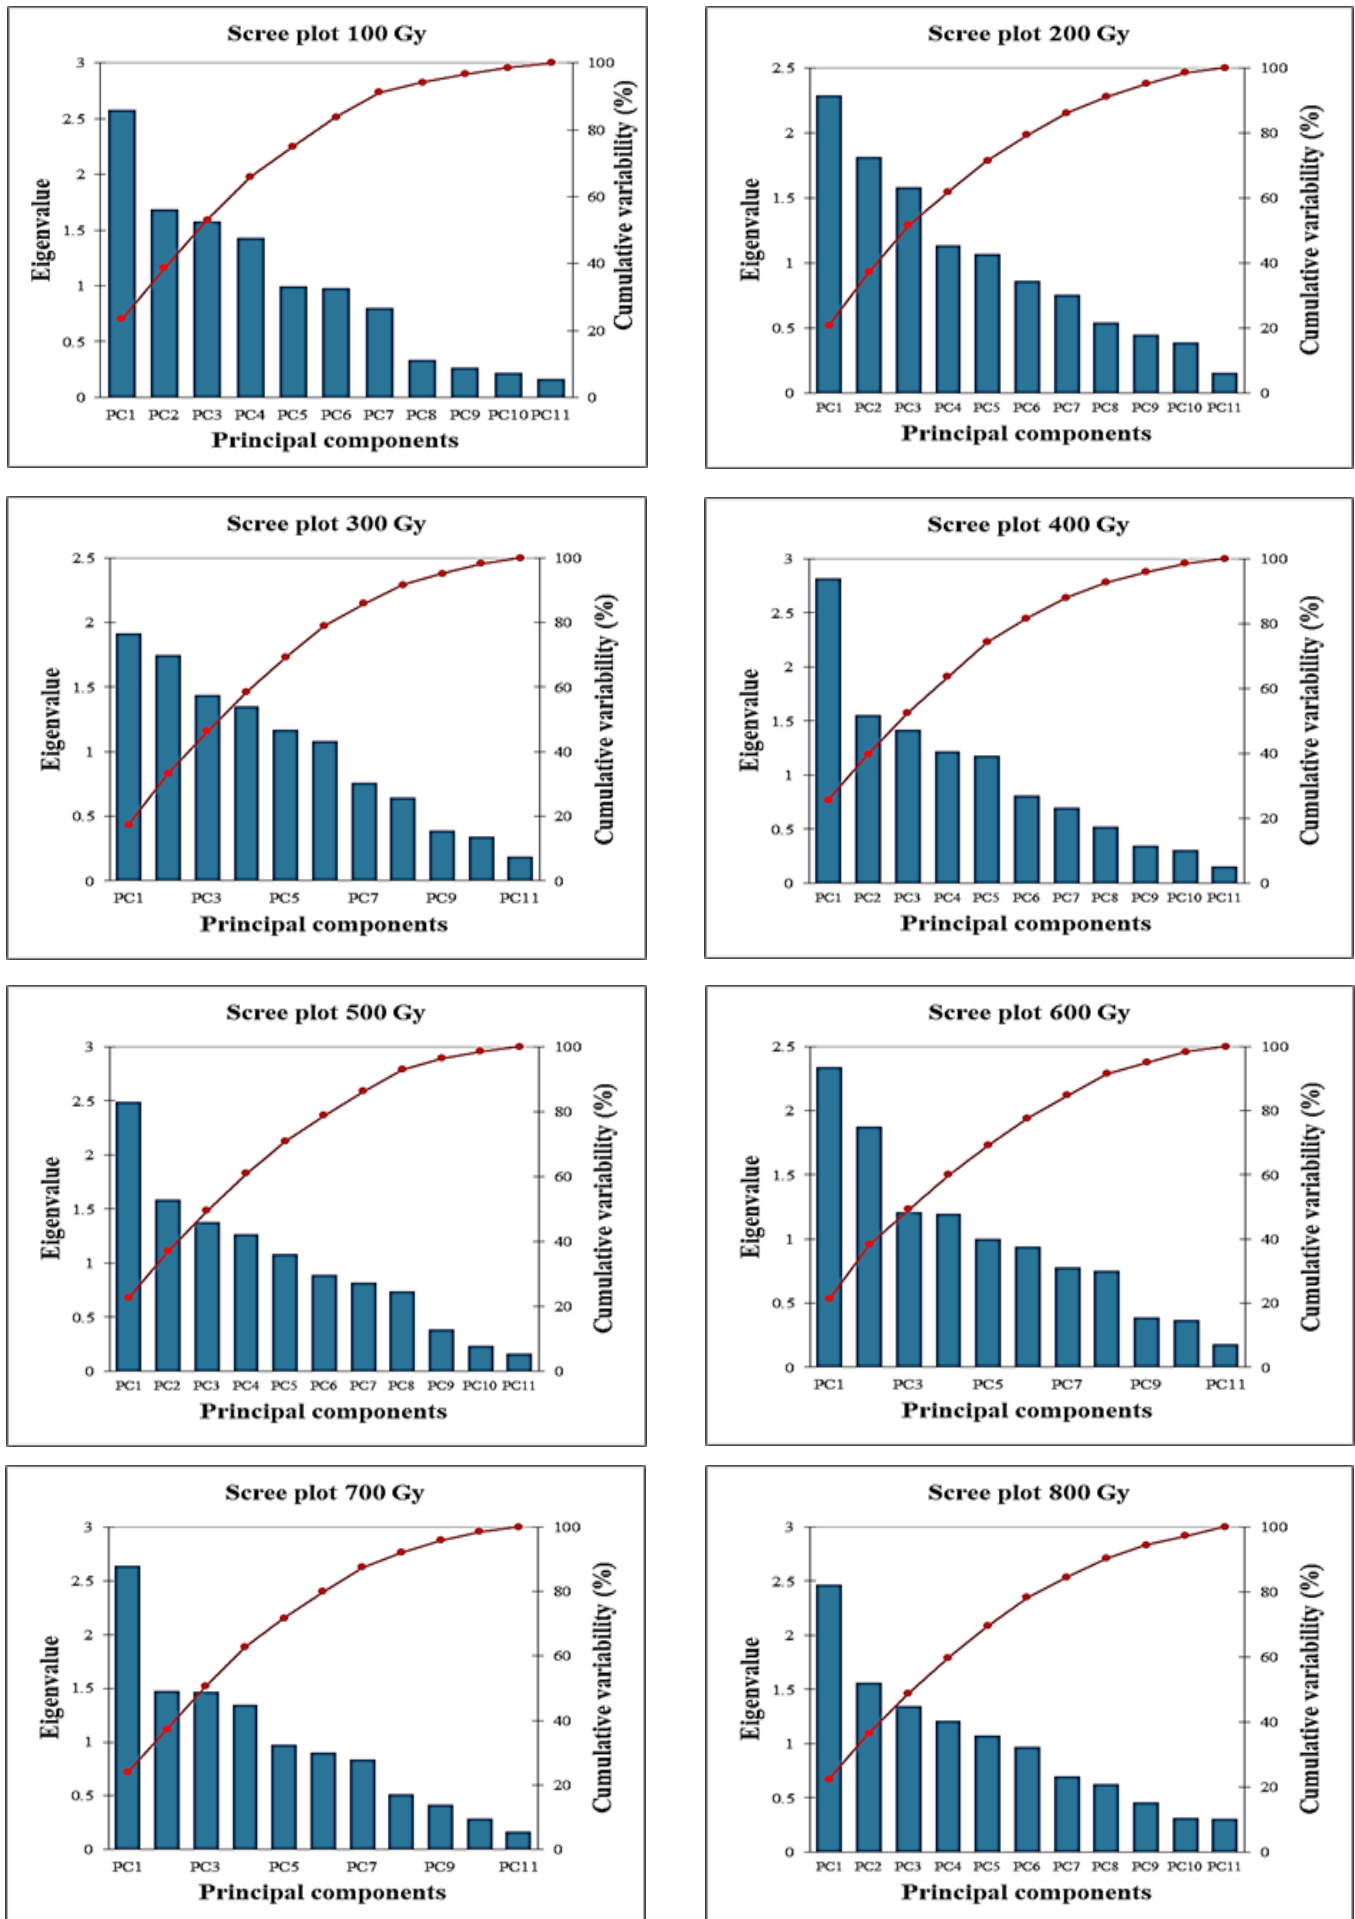 Scree plot 100 Gy
3
2.5
2
1.5
1
0.5
0
Eigenvalue
100
80
60
40
20
0
Cumulative variability (%)
PC1 PC2 PC3 PC4 PC5 PC6 PC7 PC8 PC9 PC10 PC11
Principal components
Scree plot 200 Gy
2.5
2
1.5
1
0.5
0
Eigenvalue
100
80
60
40
20
0
Cumulative variability (%)
PC1 PC2 PC3 PC4 PC5 PC6 PC7 PC8 PC9 PC10 PC11
Principal components
Scree plot 300 Gy
2.5
2
1.5
1
0.5
0
Eigenvalue
100
80
60
40
20
0
Cumulative variability (%)
PC1 PC3 PC5 PC7 PC9 PC11
Principal components
Scree plot 400 Gy
3
2.5
2
1.5
1
0.5
0
Eigenvalue
100
80
60
40
20
0
Cumulative variability (%)
PC1 PC2 PC3 PC4 PC5 PC6 PC7 PC8 PC9 PC10 PC11
Principal components
Scree plot 500 Gy
3
2.5
2
1.5
1
0.5
0
Eigenvalue
100
80
60
40
20
0
Cumulative variability (%)
PC1 PC2 PC3 PC4 PC5 PC6 PC7 PC8 PC9 PC10 PC11
Principal components
Scree plot 600 Gy
2.5
2
1.5
1
0.5
0
Eigenvalue
100
80
60
40
20
0
Cumulative variability (%)
PC1 PC3 PC5 PC7 PC9 PC11
Principal components
Scree plot 700 Gy
3
2.5
2
1.5
1
0.5
0
Eigenvalue
100
80
60
40
20
0
Cumulative variability (%)
PC1 PC3 PC5 PC7 PC9 PC11
Principal components
Scree plot 800 Gy
3
2.5
2
1.5
1
0.5
0
Eigenvalue
100
80
60
40
20
0
Cumulative variability (%)
PC1 PC2 PC3 PC4 PC5 PC6 PC7 PC8 PC9 PC10 PC11
Principal components